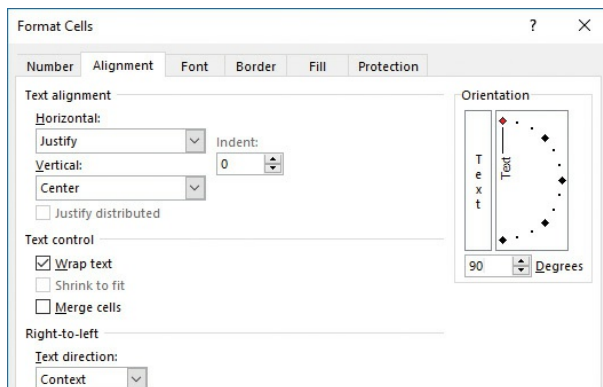 Format Cells ? ×
Number Alignment Font Border Fill Protection
Text alignment
Horizontal:
Justify
Indent:
0
Vertical:
Center
Justify distributed
Text control
Wrap text
Shrink to fit
Merge cells
Right-to-left
Text direction:
Context
Orientation
Text
Text
90 Degrees